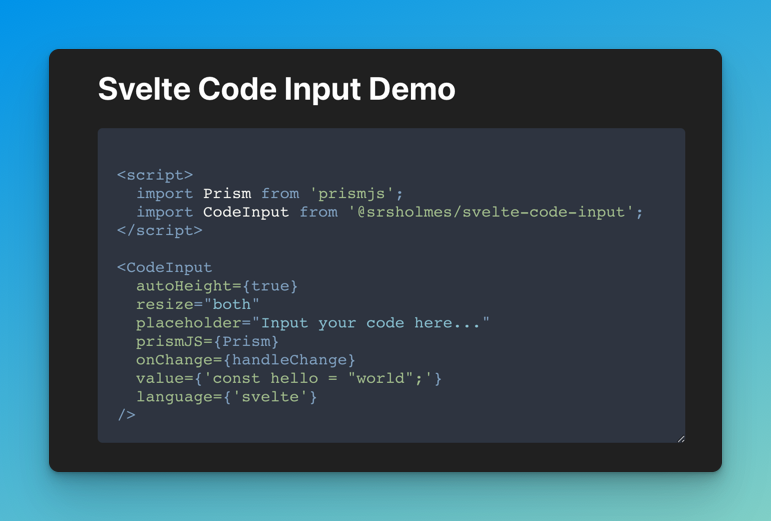 Svelte Code Input Demo
<script>
  import Prism from 'prismjs';
  import CodeInput from '@srsholmes/svelte-code-input';
</script>
<CodeInput
  autoHeight={true}
  resize="both"
  placeholder="Input your code here..."
  prismJS={Prism}
  onChange={handleChange}
  value={'const hello = "world";'}
  language={'svelte'}
/>